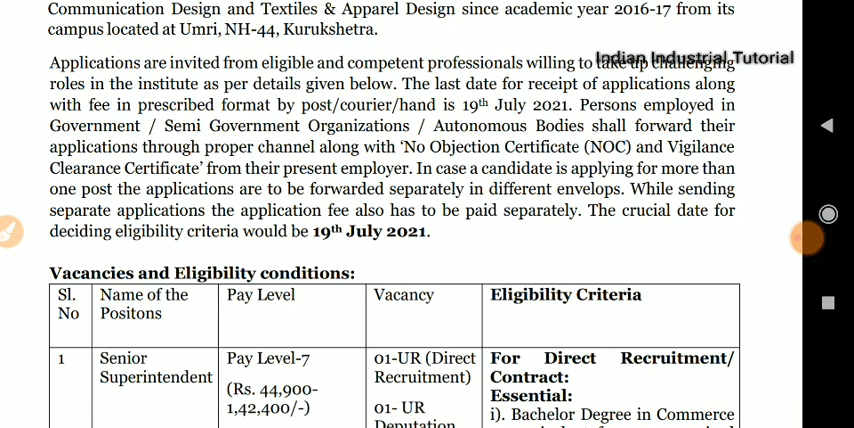 Communication Design and Textiles & Apparel Design since academic year 2016-17 from its
campus located at Umri, NH-44, Kurukshetra.
Indian Industrial Tutorial
Applications are invited from eligible and competent professionals willing to take up challenging
roles in the institute as per details given below. The last date for receipt of applications along
with fee in prescribed format by post/courier/hand is 19th July 2021. Persons employed in
Government / Semi Government Organizations / Autonomous Bodies shall forward their
applications through proper channel along with ‘No Objection Certificate (NOC) and Vigilance
Clearance Certificate’ from their present employer. In case a candidate is applying for more than
one post the applications are to be forwarded separately in different envelops. While sending
separate applications the application fee also has to be paid separately. The crucial date for
deciding eligibility criteria would be 19th July 2021.
Vacancies and Eligibility conditions:
Sl. No
Name of the Positons
Pay Level
Vacancy
Eligibility Criteria
1
Senior
Superintendent
Pay Level-7
(Rs. 44,900-
1,42,400/-)
01-UR (Direct
Recruitment)
01- UR
Deputation
For Direct Recruitment/
Contract:
Essential:
i). Bachelor Degree in Commerce